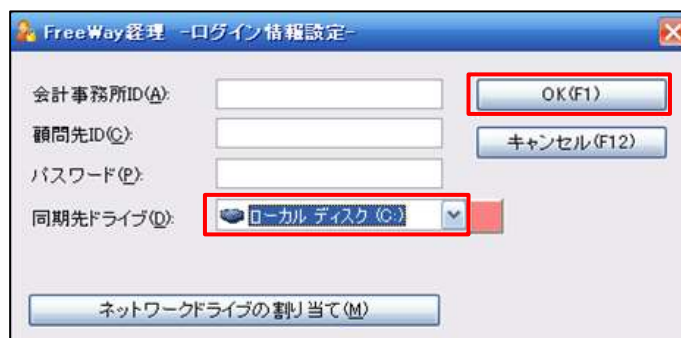 FreeWay経理 -ログイン情報設定-
会計事務所ID(A):
OK(F1)
顧問先ID(C):
キャンセル(F12)
パスワード(P):
同期先ドライブ(D):
ローカル ディスク (C:)
ネットワークドライブの割り当て(M)